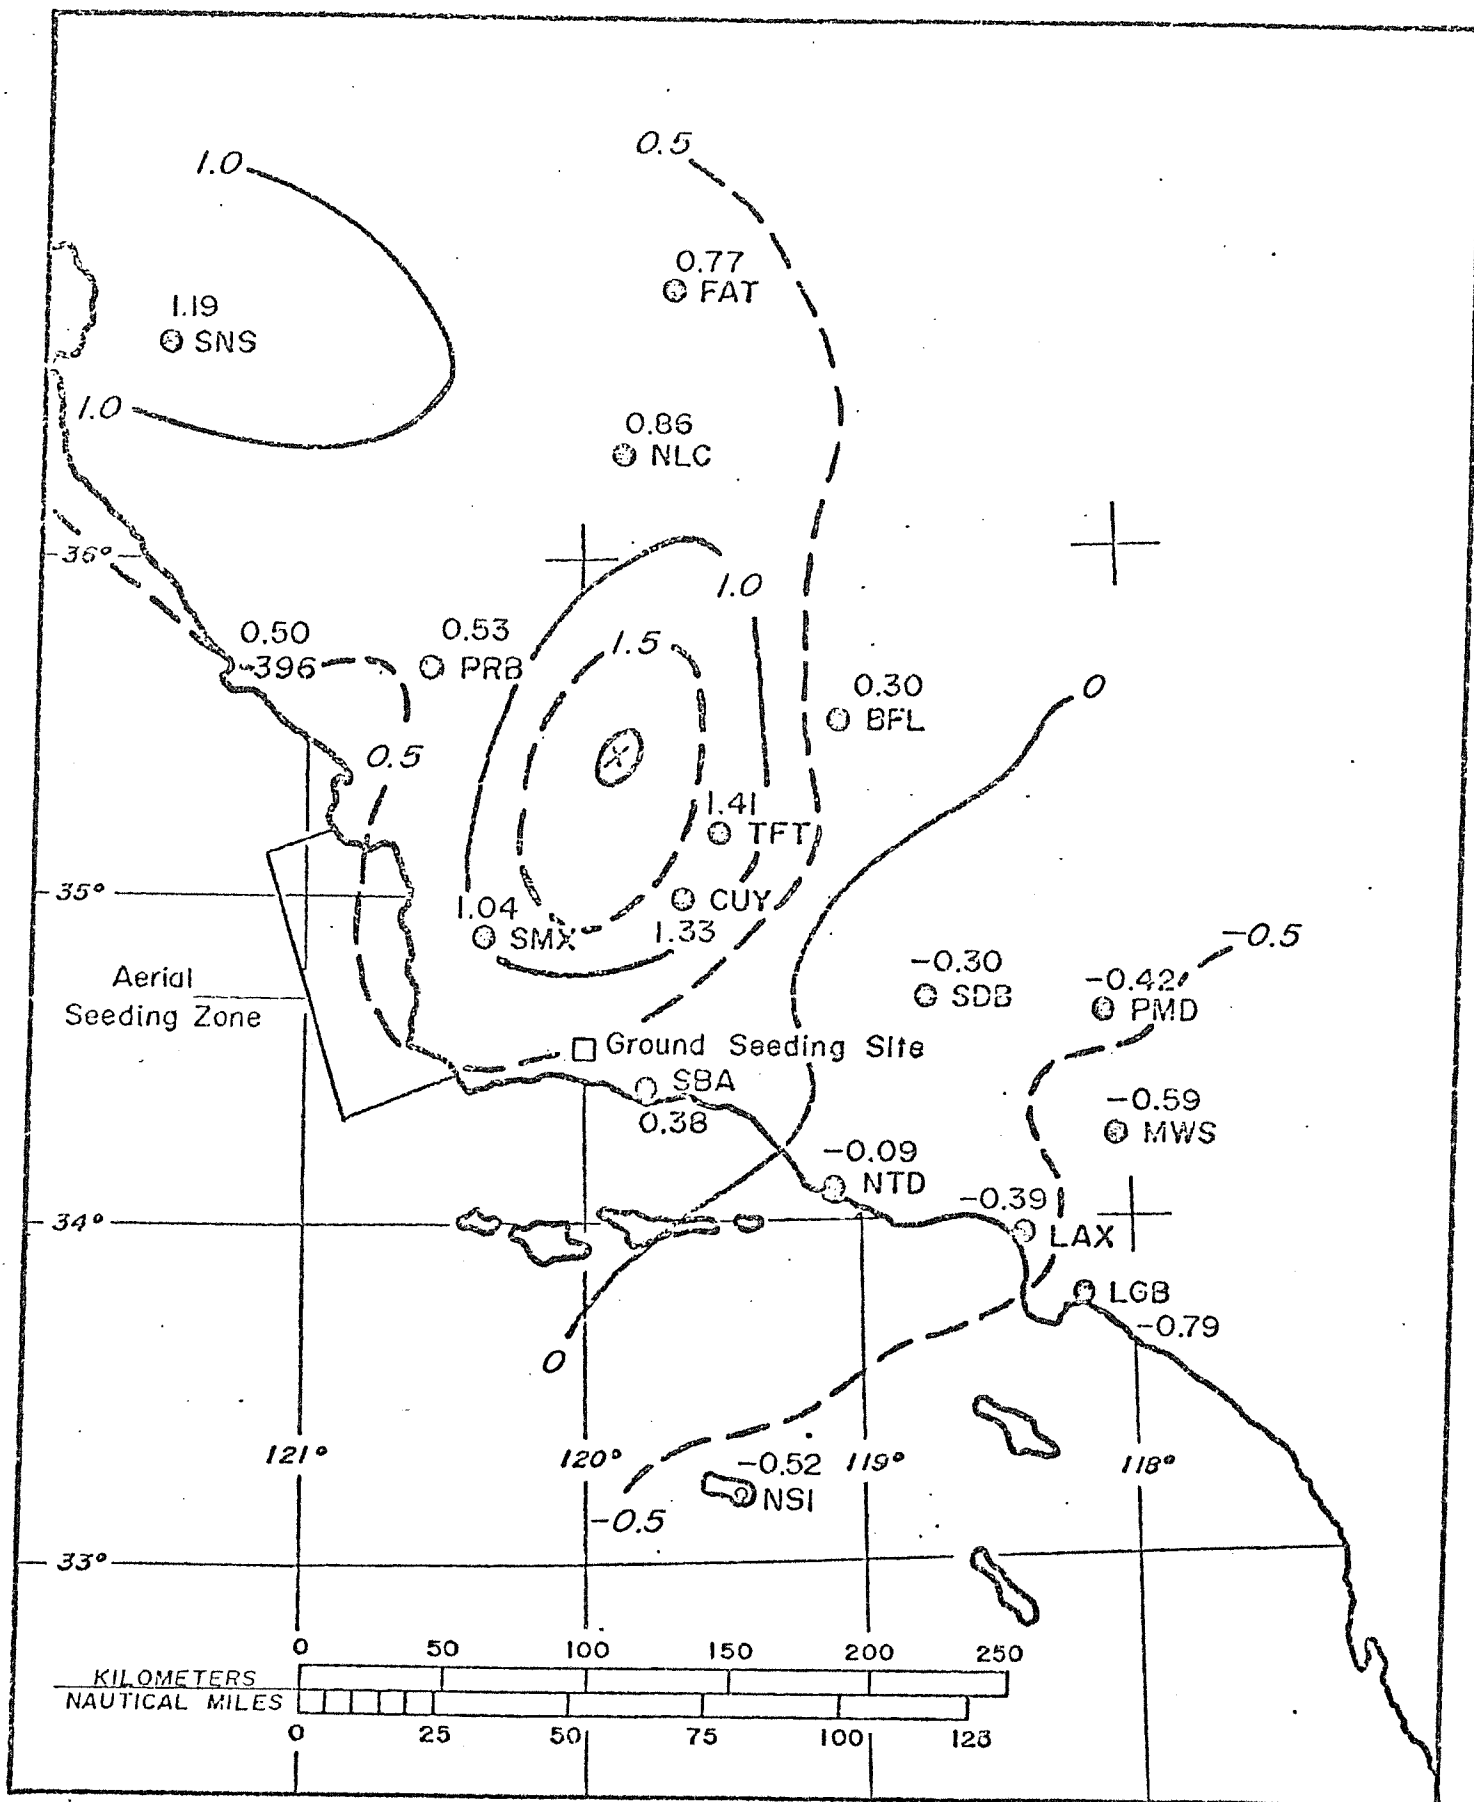 0.5
1.0
0.77
FAT
1.19
SNS
1.0
0.86
NLC
36°
1.0
0.50
396
0.53
PRB
1.5
0.30
BFL
0
0.5
X
1.41
TFT
35°
1.04
SMX
CUY
1.33
-0.5
Aerial
Seeding Zone
-0.30
SDB
-0.42
PMD
Ground Seeding Site
SBA
0.38
-0.59
MWS
-0.09
NTD
-0.39
LAX
34°
LGB
-0.79
0
121°
120°
-0.52
NSI
119°
118°
-0.5
33°
0 50 100 150 200 250
KILOMETERS
NAUTICAL MILES
0 25 50 75 100 125